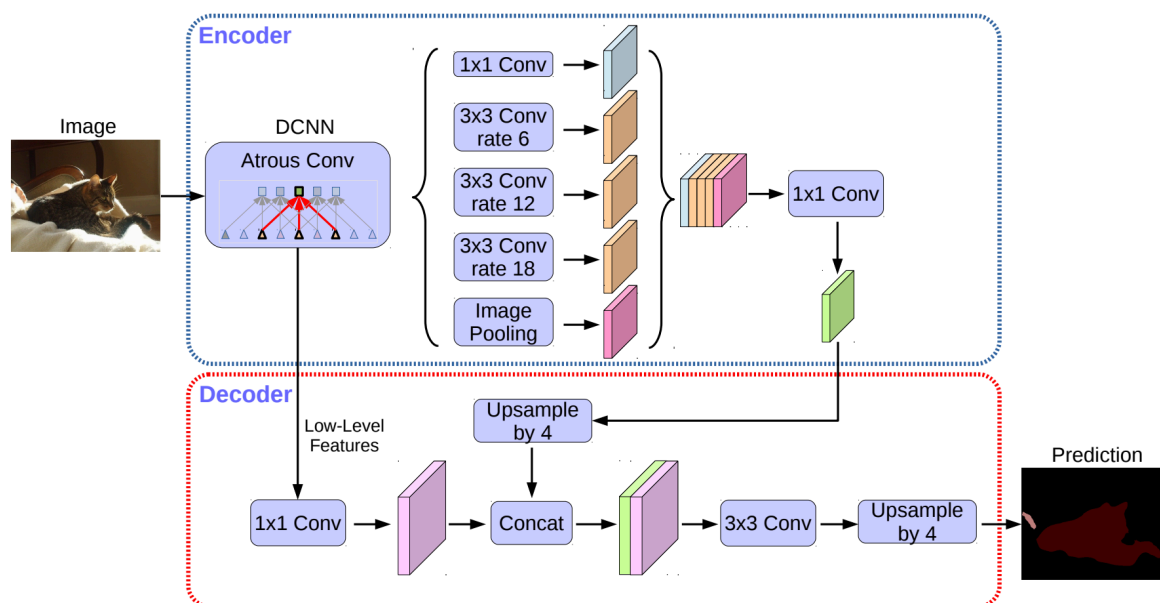 Encoder
Image
DCNN
Atrous Conv
1x1 Conv
3x3 Conv
rate 6
3x3 Conv
rate 12
3x3 Conv
rate 18
Image
Pooling
1x1 Conv
Decoder
Low-Level
Features
Upsample
by 4
1x1 Conv
Concat
3x3 Conv
Upsample
by 4
Prediction